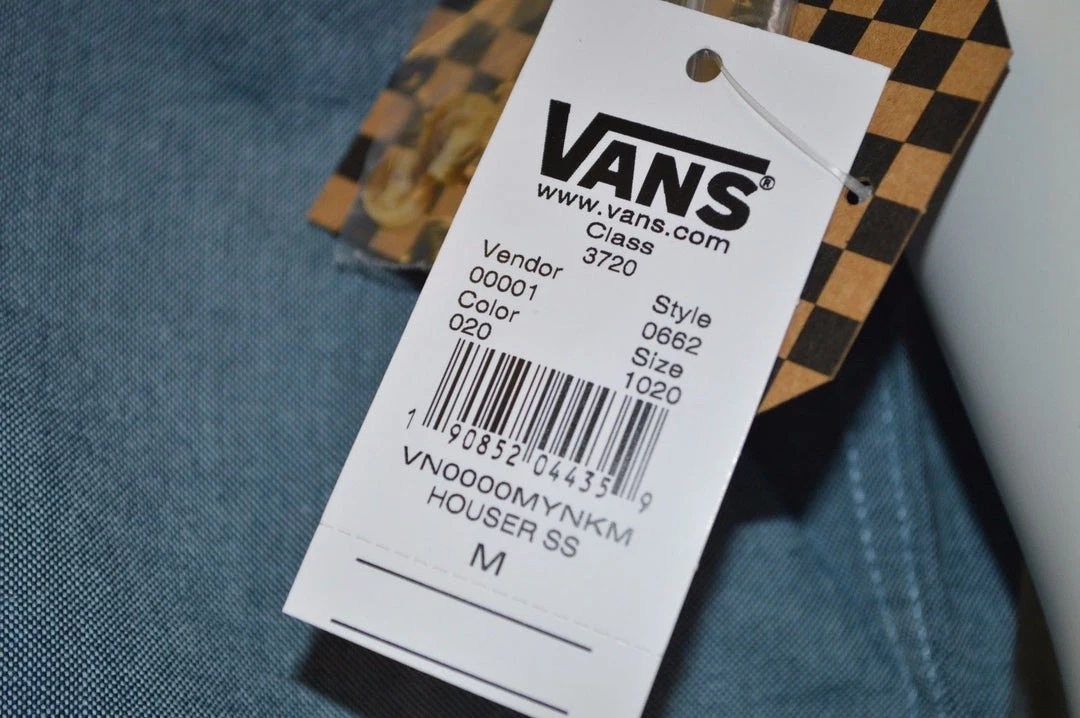 VANS®
www.vans.com
Class
3720
Vendor
00001
Style
0662
Color
020
Size
1020
1 90852 04435 9
VN0000MYNKM
HOUSER SS
M